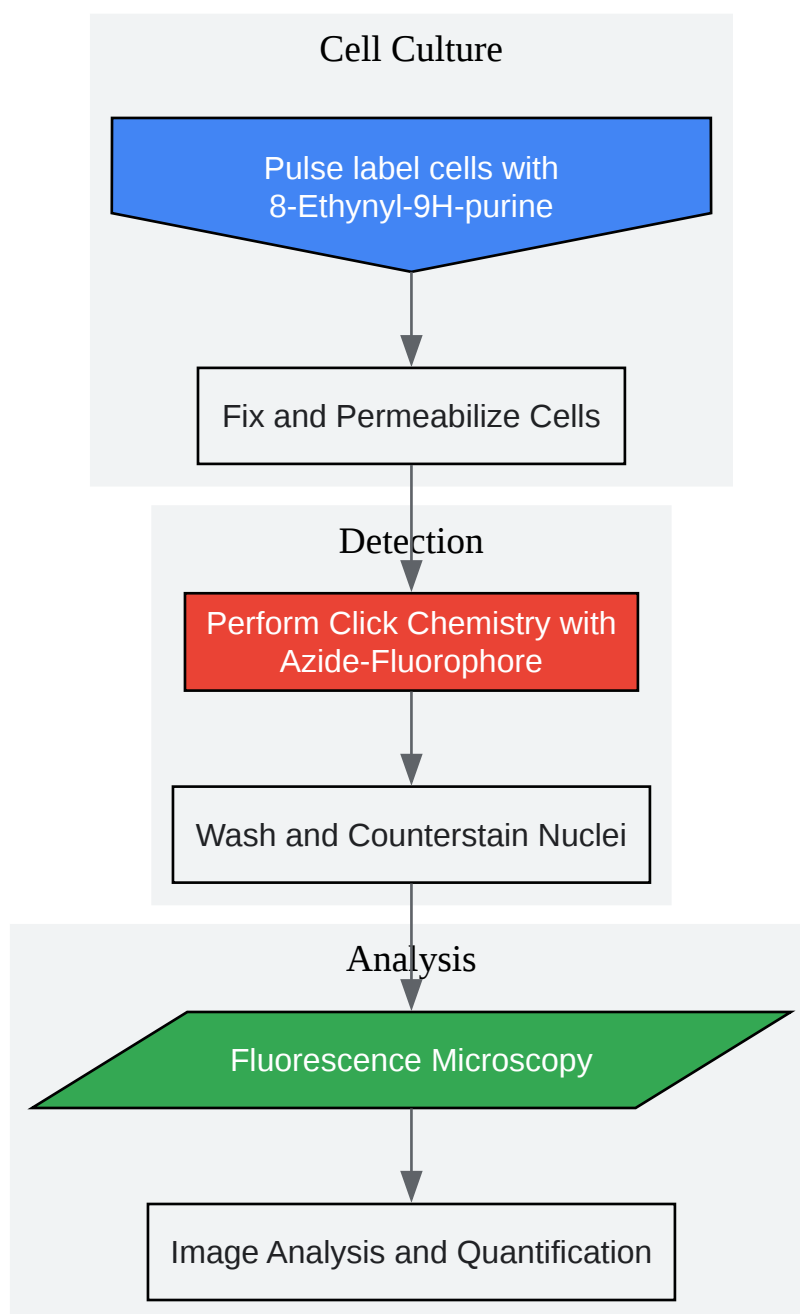 Cell Culture
Pulse label cells with
8-Ethynyl-9H-purine
Fix and Permeabilize Cells
Detection
Perform Click Chemistry with
Azide-Fluorophore
Wash and Counterstain Nuclei
Analysis
Fluorescence Microscopy
Image Analysis and Quantification